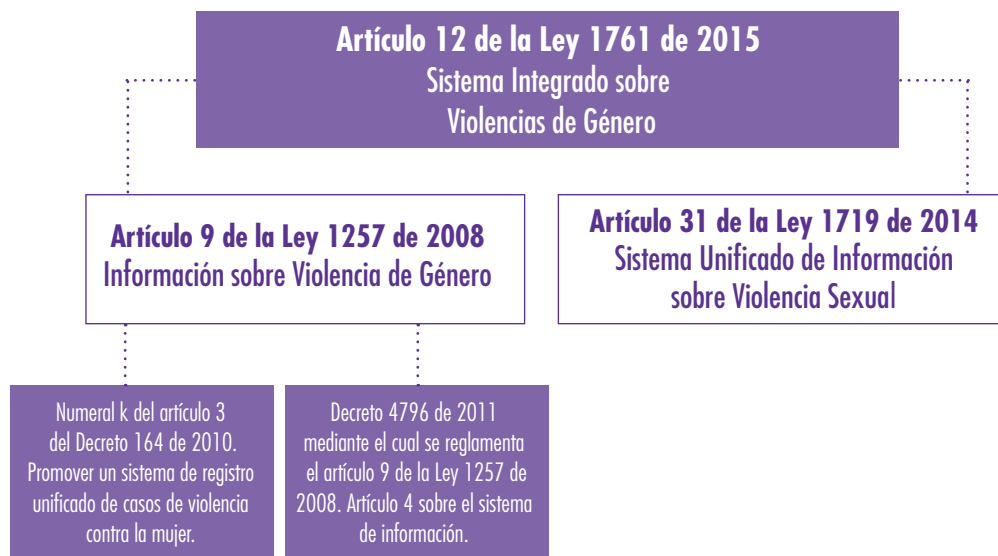 Artículo 12 de la Ley 1761 de 2015
Sistema Integrado sobre
Violencias de Género
Artículo 9 de la Ley 1257 de 2008
Información sobre Violencia de Género
Artículo 31 de la Ley 1719 de 2014
Sistema Unificado de Información
sobre Violencia Sexual
Numeral k del artículo 3
del Decreto 164 de 2010.
Promover un sistema de registro
unificado de casos de violencia
contra la mujer.
Decreto 4796 de 2011
mediante el cual se reglamenta
el artículo 9 de la Ley 1257 de
2008. Artículo 4 sobre el sistema
de información.